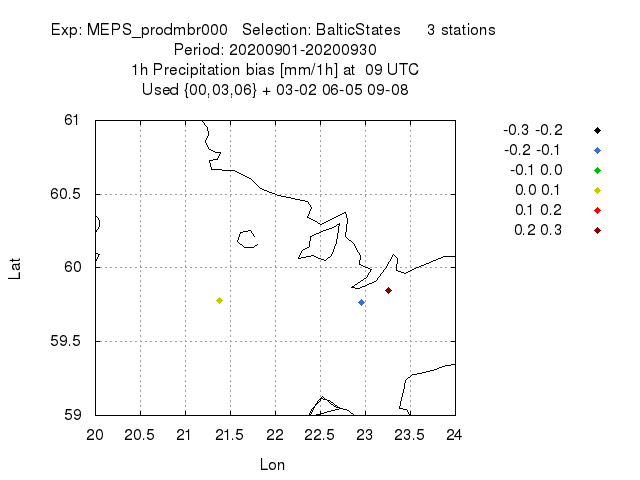 Exp: MEPS_prodmbr000 Selection: BalticStates 3 stations
Period: 20200901-20200930
1h Precipitation bias [mm/1h] at 09 UTC
Used {00,03,06} + 03-02 06-05 09-08
61
60.5
60
59.5
59
Lat
20 20.5 21 21.5 22 22.5 23 23.5 24
Lon
-0.3 -0.2
-0.2 -0.1
-0.1 0.0
0.0 0.1
0.1 0.2
0.2 0.3